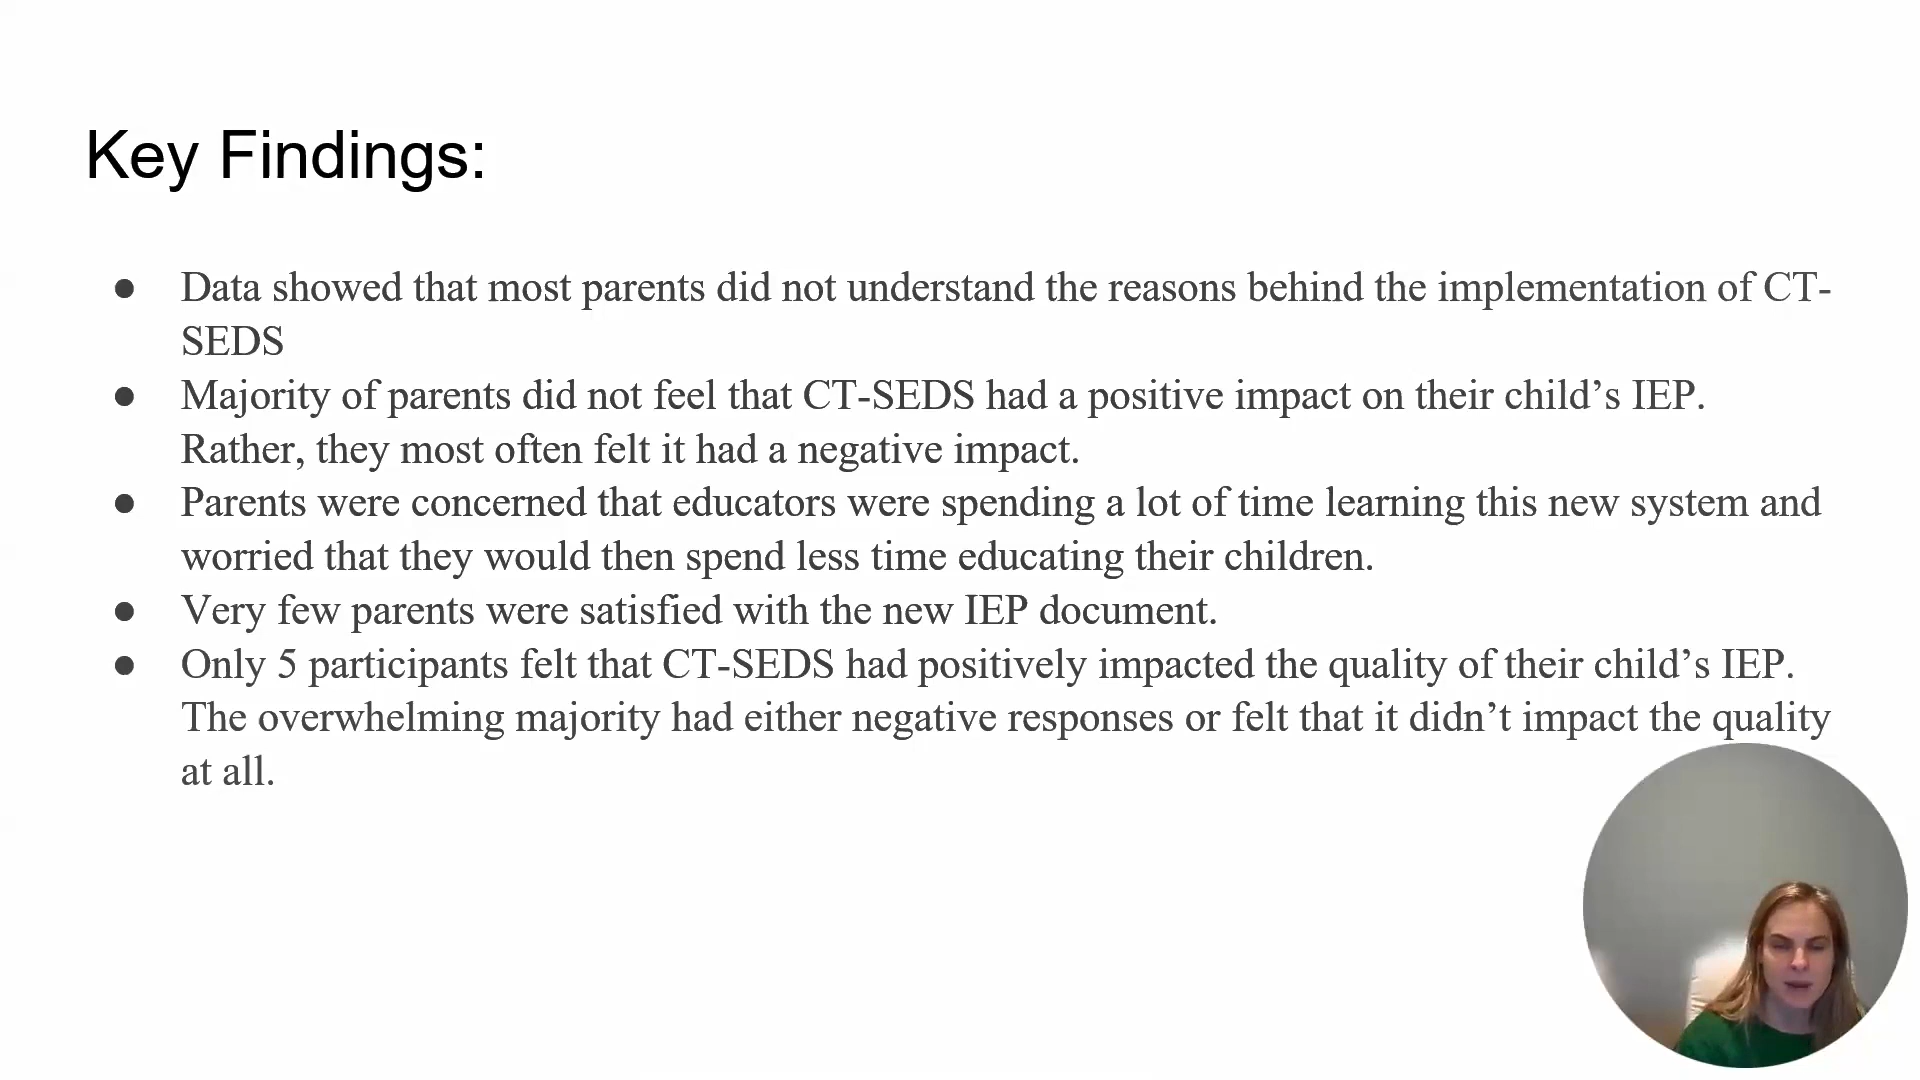 Key Findings:
● Data showed that most parents did not understand the reasons behind the implementation of CT-
SEDS
● Majority of parents did not feel that CT-SEDS had a positive impact on their child’s IEP.
Rather, they most often felt it had a negative impact.
● Parents were concerned that educators were spending a lot of time learning this new system and
worried that they would then spend less time educating their children.
● Very few parents were satisfied with the new IEP document.
● Only 5 participants felt that CT-SEDS had positively impacted the quality of their child’s IEP.
The overwhelming majority had either negative responses or felt that it didn’t impact the quality
at all.